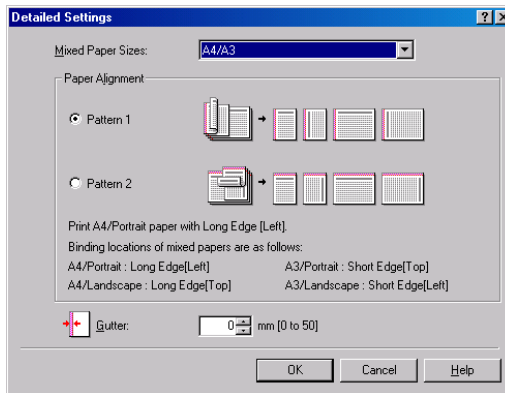 Detailed Settings
Mixed Paper Sizes: A4/A3
Paper Alignment
Pattern 1
Pattern 2
Print A4/Portrait paper with Long Edge [Left].
Binding locations of mixed papers are as follows:
A4/Portrait : Long Edge[Left] A3/Portrait : Short Edge[Top]
A4/Landscape : Long Edge[Top] A3/Landscape : Short Edge[Left]
Gutter: 0 mm [0 to 50]
OK Cancel Help